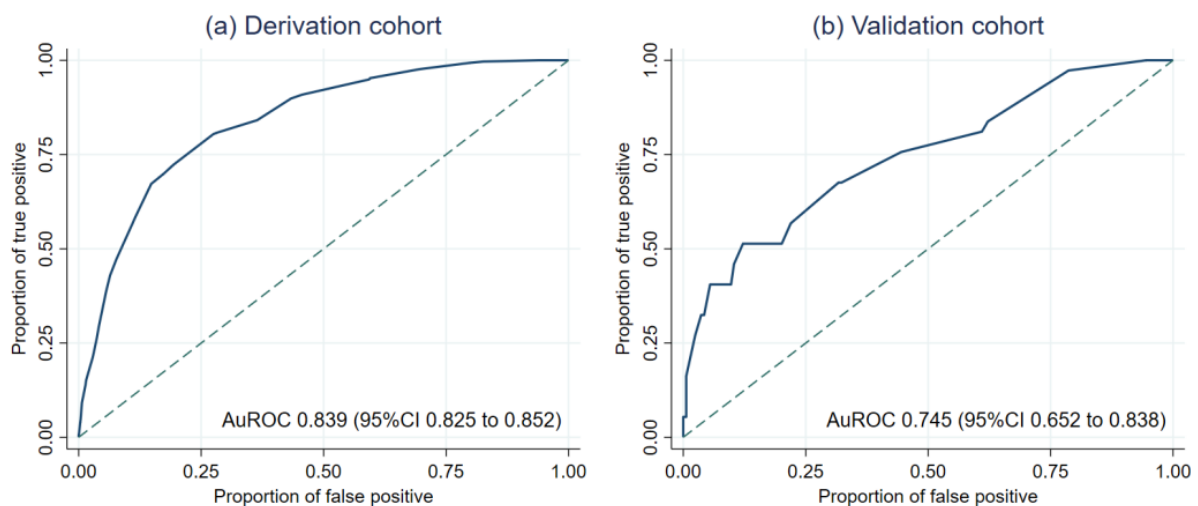 (a) Derivation cohort
Proportion of true positive
1.00
0.75
0.50
0.25
0.00
AuROC 0.839 (95%CI 0.825 to 0.852)
0.00 0.25 0.50 0.75 1.00
Proportion of false positive
(b) Validation cohort
Proportion of true positive
1.00
0.75
0.50
0.25
0.00
AuROC 0.745 (95%CI 0.652 to 0.838)
0.00 0.25 0.50 0.75 1.00
Proportion of false positive